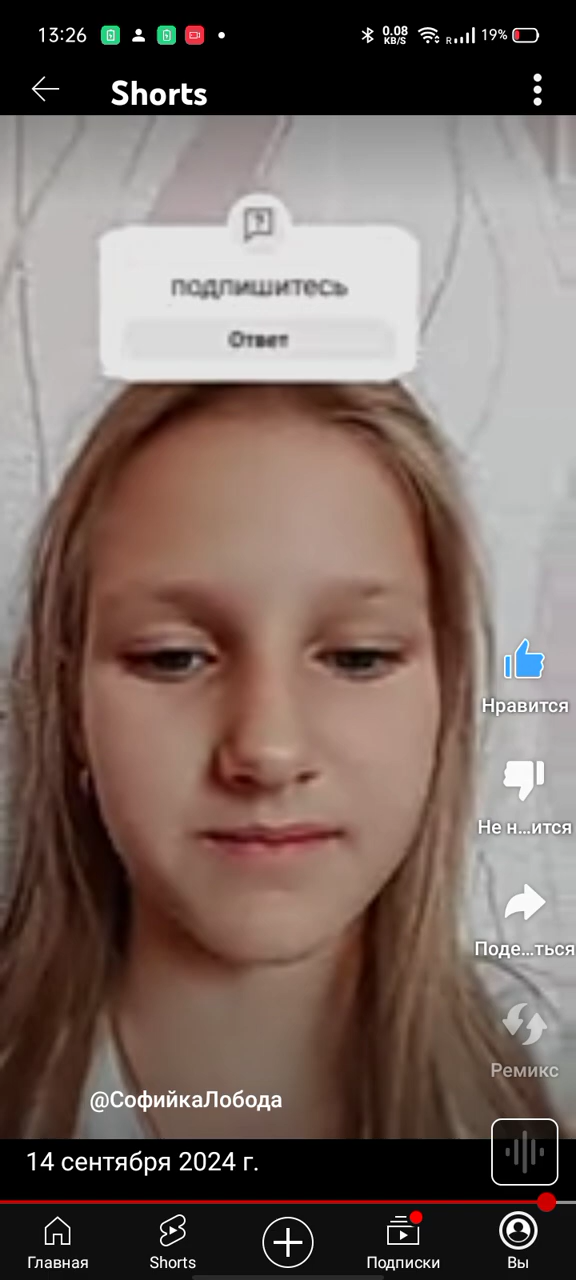 13:26
0.08
KB/S
R
19%
Shorts
?
подпишитесь
Ответ
Нравится
Не н...ится
Поде...ться
Ремикс
@СофийкаЛобода
14 сентября 2024 г.
Главная
Shorts
Подписки
Вы